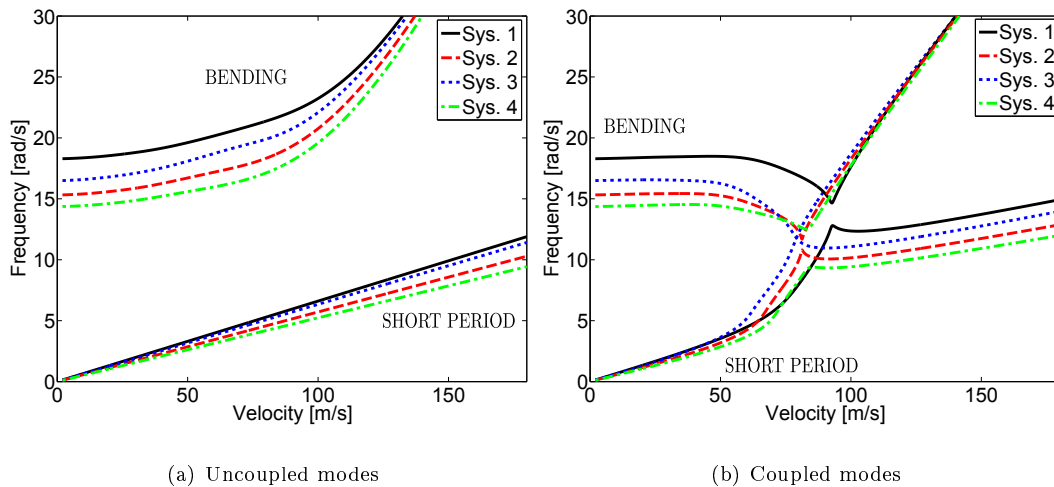 30
25
20
15
10
5
0
Frequency [rad/s]
BENDING
SHORT PERIOD
Sys. 1
Sys. 2
Sys. 3
Sys. 4
0 50 100 150
Velocity [m/s]
(a) Uncoupled modes
30
25
20
15
10
5
0
Frequency [rad/s]
BENDING
SHORT PERIOD
Sys. 1
Sys. 2
Sys. 3
Sys. 4
0 50 100 150
Velocity [m/s]
(b) Coupled modes